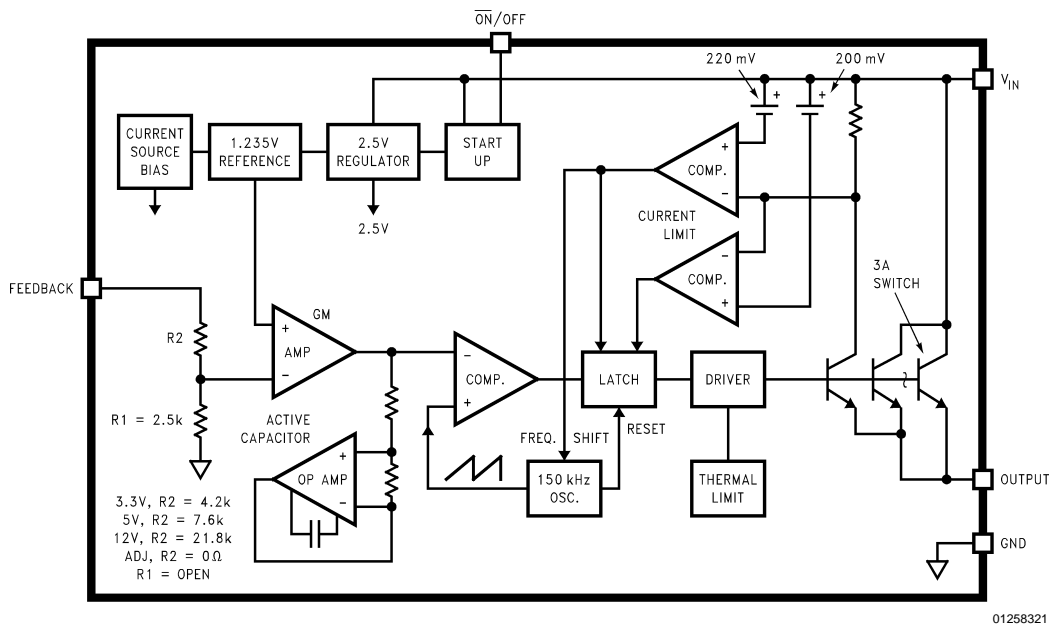 ON/OFF
220 mV
200 mV
VIN
CURRENT
SOURCE
BIAS
1.235V
REFERENCE
2.5V
REGULATOR
START
UP
+
+
+
COMP.
−
2.5V
CURRENT
LIMIT
−
COMP.
+
3A
SWITCH
FEEDBACK
R2
GM
+
AMP
−
−
COMP.
+
LATCH
DRIVER
R1 = 2.5k
ACTIVE
CAPACITOR
FREQ. SHIFT
RESET
+
OP AMP
−
150 kHz
OSC.
THERMAL
LIMIT
OUTPUT
3.3V, R2 = 4.2k
5V, R2 = 7.6k
12V, R2 = 21.8k
ADJ, R2 = 0Ω
R1 = OPEN
GND
01258321